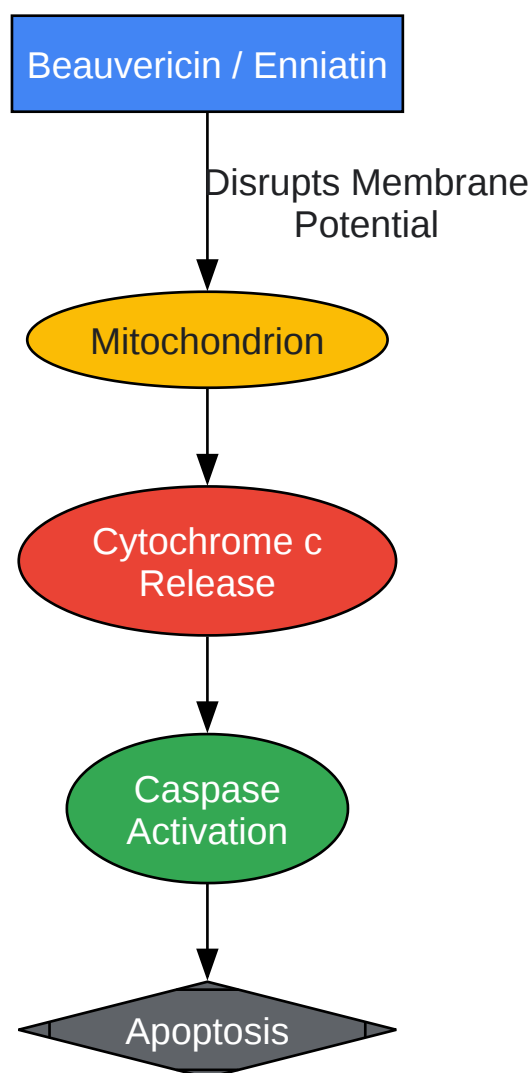 Beauvericin / Enniatin
Disrupts Membrane
Potential
Mitochondrion
Cytochrome c
Release
Caspase
Activation
Apoptosis